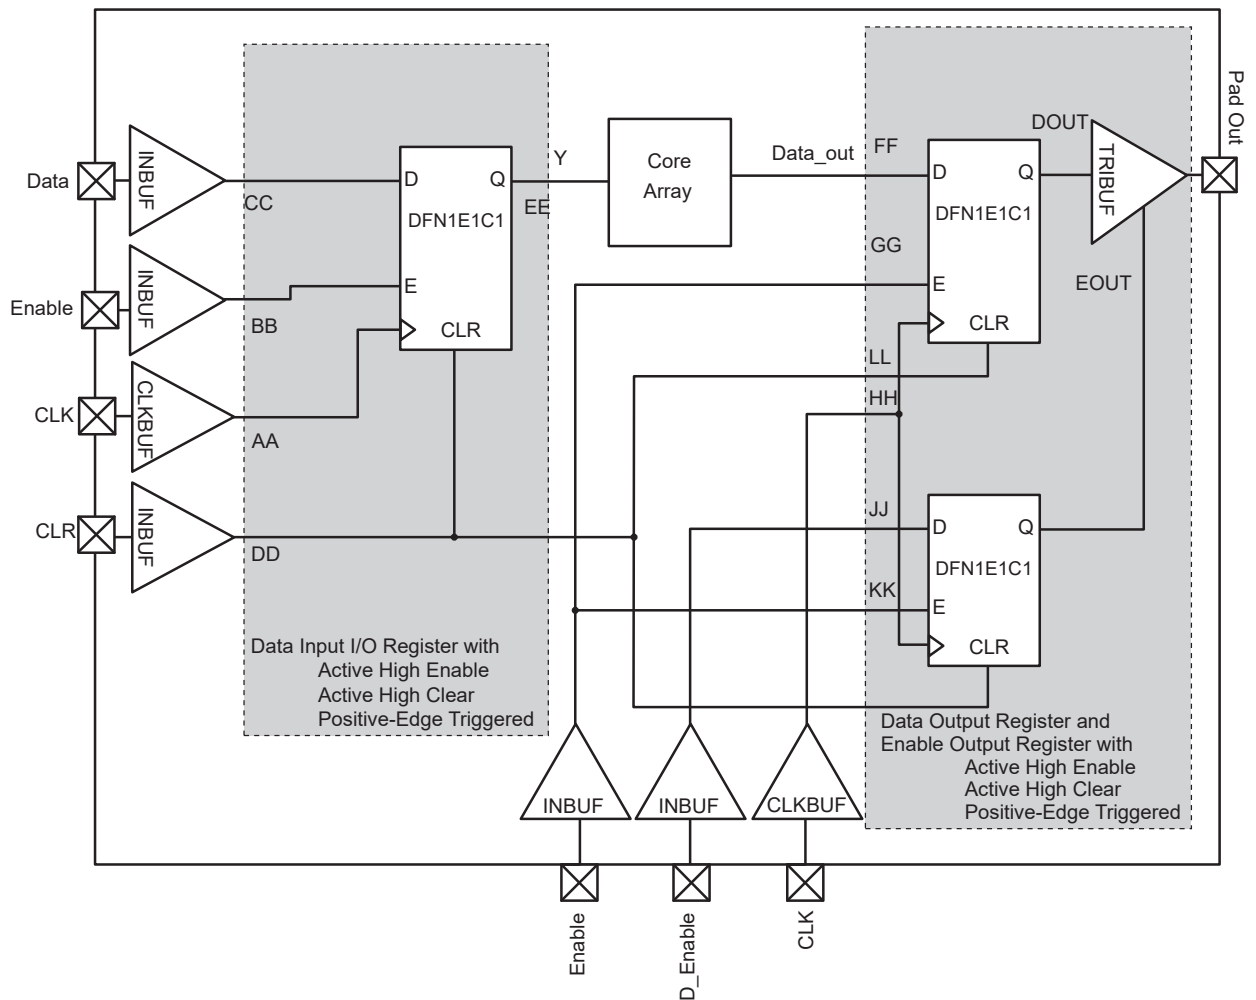 Data
INBUF
CC
Enable
INBUF
BB
CLK
CLKBUF
AA
CLR
INBUF
DD
D
Q
DFN1E1C1
E
CLR
Y
EE
Core
Array
Data_out
FF
GG
D
Q
DFN1E1C1
E
CLR
DOUT
TRIBUF
Pad Out
EOUT
LL
HH
JJ
KK
D
Q
DFN1E1C1
E
CLR
Data Input I/O Register with
Active High Enable
Active High Clear
Positive-Edge Triggered
Data Output Register and
Enable Output Register with
Active High Enable
Active High Clear
Positive-Edge Triggered
INBUF
INBUF
CLKBUF
Enable
D_Enable
CLK